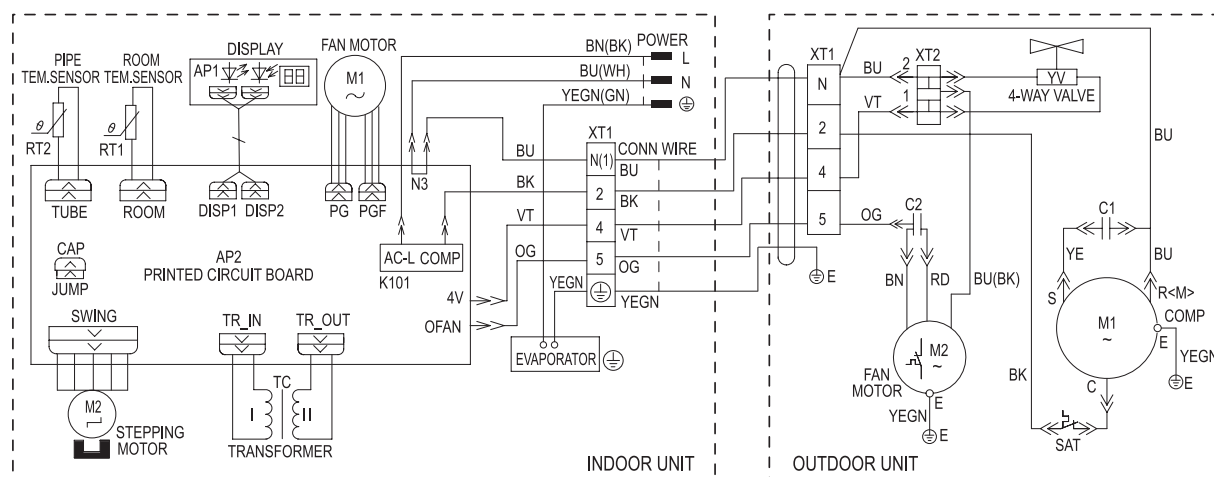 PIPE
TEM.SENSOR
ROOM
TEM.SENSOR
DISPLAY
FAN MOTOR
AP1
M1
~
θ
RT2
θ
RT1
BN(BK)
POWER
L
BU(WH)
N
YEGN(GN)
TUBE
ROOM
DISP1
DISP2
PG
PGF
N3
XT1
BU
N(1)
CONN WIRE
BU
BK
2
BK
VT
4
VT
OG
5
OG
YEGN
YEGN
CAP
JUMP
AP2
PRINTED CIRCUIT BOARD
AC-L
COMP
K101
4V
OFAN
SWING
TR_IN
TR_OUT
EVAPORATOR
M2
STEPPING
MOTOR
TC
I
II
TRANSFORMER
INDOOR UNIT
XT1
N
2
4
5
BU
2
XT2
VT
1
YV
4-WAY VALVE
BU
OG
C2
E
BN
RD
BU(BK)
C1
YE
BU
S
R<M>
COMP
M1
~
E
YEGN
E
C
M2
~
FAN
MOTOR
E
YEGN
E
BK
SAT
OUTDOOR UNIT